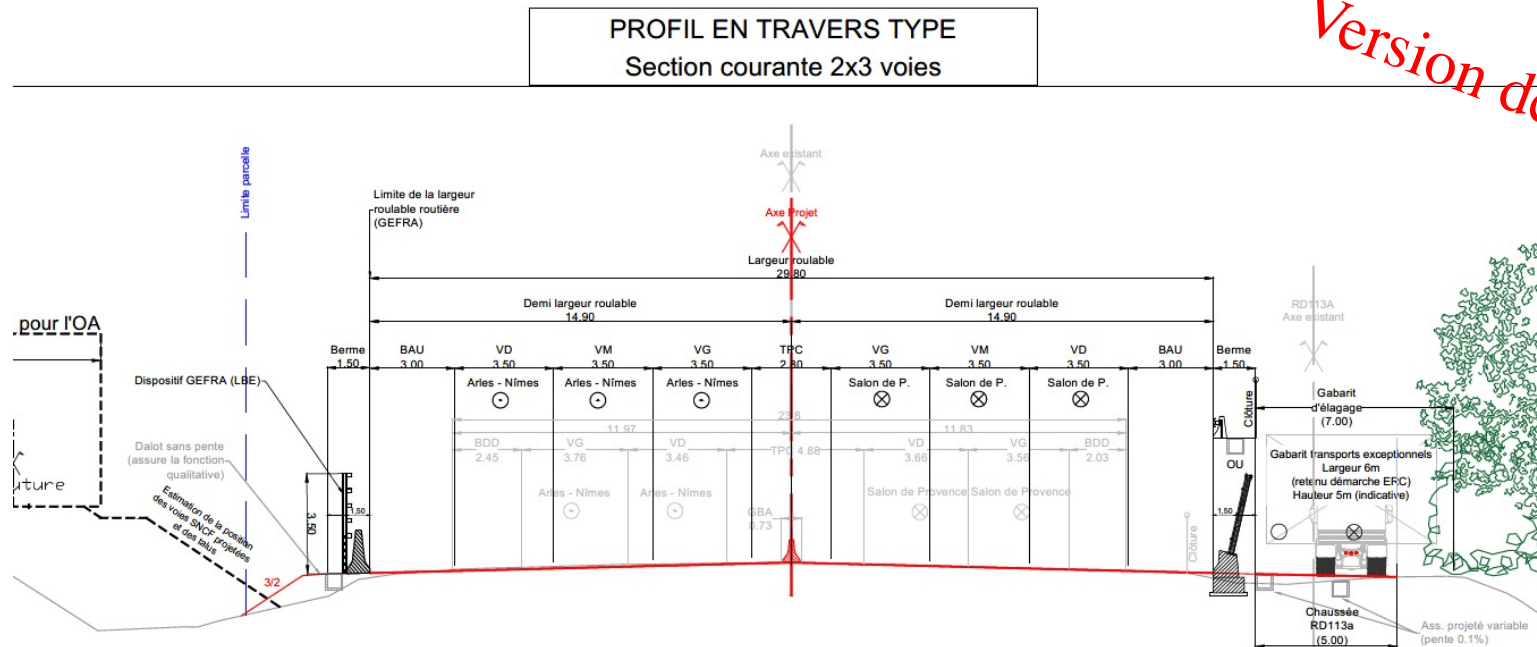 PROFIL EN TRAVERS TYPE
Section courante 2x3 voies
Version
Axe existant
Limite parcelle
Limite de la largeur
roulable routière
(GEFRA)
Axe Projet
Largeur roulable
29.80
Demi largeur roulable
14.90
Demi largeur roulable
14.90
RD113A
Axe existant
pour l'OA
Berme
1.50
BAU
3.00
VD
3.50
VM
3.50
VG
3.50
TPC
2.80
VG
3.50
VM
3.50
VD
3.50
BAU
3.00
Berme
1.50
Dispositif GEFRA (LBE)
Arles - Nîmes
Arles - Nîmes
Arles - Nîmes
Salon de P.
Salon de P.
Salon de P.
Clôture
Gabarit
d'élagage
(7.00)
23.8
11.97
11.83
BDD
2.45
VG
3.76
VD
3.46
TPC 4.88
VD
3.66
VG
3.56
BDD
2.03
Dalot sans pente
(assure la fonction
qualitative)
OU
Gabarit transports exceptionnels
Largeur 6m
(retenu démarche ERC)
Hauteur 5m (indicative)
uture
Estimation de la position
des voies SNCF projetées
et des talus
3.50
1,50
Arles - Nîmes
Arles - Nîmes
Salon de Provence
Salon de Provence
GBA
0.73
1,50
Clôture
3/2
Chaussée
RD113a
(5.00)
Ass. projeté variable
(pente 0.1%)